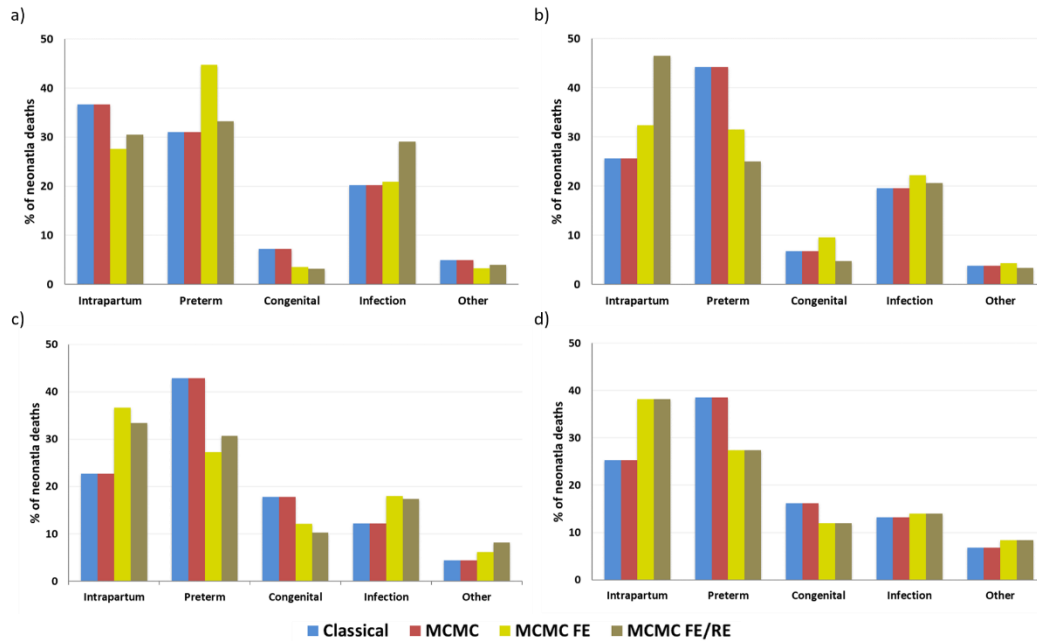 a)
% of neonatla deaths
50
40
30
20
10
0
Intrapartum Preterm Congenital Infection Other
b)
% of neonatla deaths
50
40
30
20
10
0
Intrapartum Preterm Congenital Infection Other
c)
% of neonatla deaths
50
40
30
20
10
0
Intrapartum Preterm Congenital Infection Other
d)
% of neonatla deaths
50
40
30
20
10
0
Intrapartum Preterm Congenital Infection Other
Classical MCMC MCMC FE MCMC FE/RE